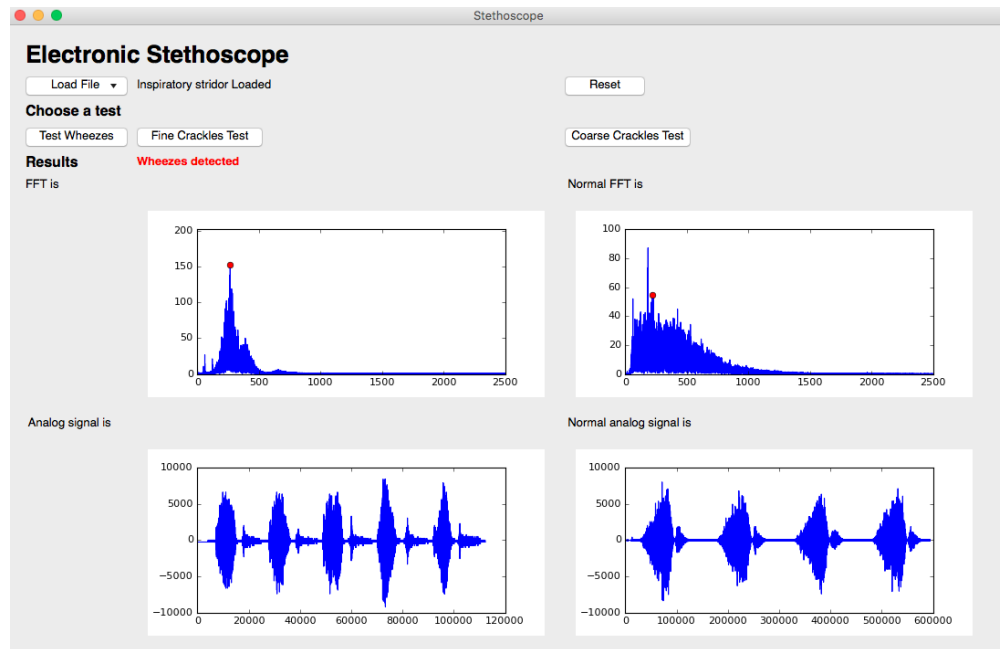 Stethoscope
Electronic Stethoscope
Load File Inspiratory stridor Loaded Reset
Choose a test
Test Wheezes Fine Crackles Test Coarse Crackles Test
Results Wheezes detected
FFT is Normal FFT is
200
150
100
50
0
0 500 1000 1500 2000 2500
100
80
60
40
20
0
0 500 1000 1500 2000 2500
Analog signal is Normal analog signal is
10000
5000
0
−5000
−10000
0 20000 40000 60000 80000 100000 120000
10000
5000
0
−5000
−10000
0 100000 200000 300000 400000 500000 600000